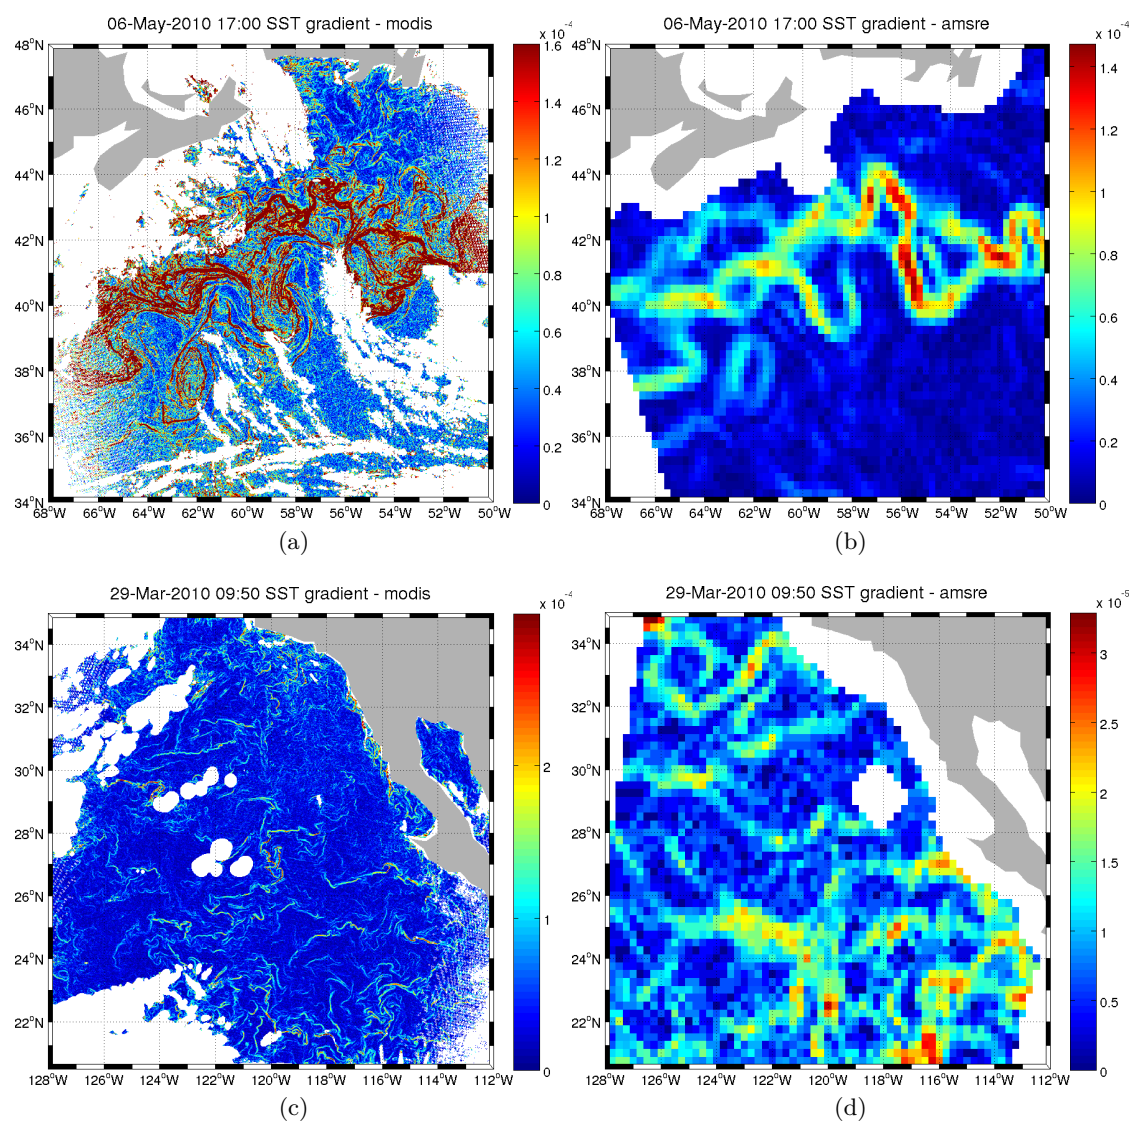 06-May-2010 17:00 SST gradient - modis
x 10⁻⁴
48°N
46°N
44°N
42°N
40°N
38°N
36°N
34°N
68°W 66°W 64°W 62°W 60°W 58°W 56°W 54°W 52°W 50°W
1.6
1.4
1.2
1
0.8
0.6
0.4
0.2
0
(a)
06-May-2010 17:00 SST gradient - amsre
x 10⁻⁴
48°N
46°N
44°N
42°N
40°N
38°N
36°N
34°N
68°W 66°W 64°W 62°W 60°W 58°W 56°W 54°W 52°W 50°W
1.4
1.2
1
0.8
0.6
0.4
0.2
0
(b)
29-Mar-2010 09:50 SST gradient - modis
x 10⁻⁴
34°N
32°N
30°N
28°N
26°N
24°N
22°N
128°W 126°W 124°W 122°W 120°W 118°W 116°W 114°W 112°W
2
1
0
(c)
29-Mar-2010 09:50 SST gradient - amsre
x 10⁻⁵
34°N
32°N
30°N
28°N
26°N
24°N
22°N
128°W 126°W 124°W 122°W 120°W 118°W 116°W 114°W 112°W
3
2.5
2
1.5
1
0.5
0
(d)